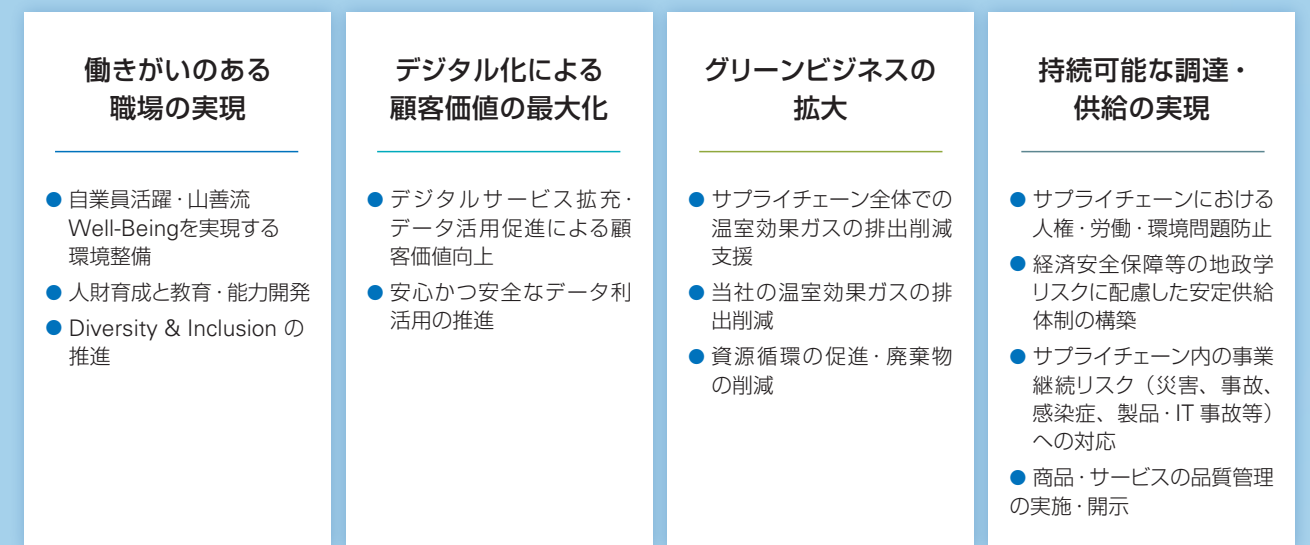 働きがいのある
職場の実現
● 自業員活躍・山善流
Well-Beingを実現する
環境整備
● 人財育成と教育・能力開発
● Diversity & Inclusion の
推進
デジタル化による
顧客価値の最大化
● デジタルサービス拡充・
データ活用促進による顧
客価値向上
● 安心かつ安全なデータ利
活用の推進
グリーンビジネスの
拡大
● サプライチェーン全体での
温室効果ガスの排出削減
支援
● 当社の温室効果ガスの排
出削減
● 資源循環の促進・廃棄物
の削減
持続可能な調達・
供給の実現
● サプライチェーンにおける
人権・労働・環境問題防止
● 経済安全保障等の地政学
リスクに配慮した安定供給
体制の構築
● サプライチェーン内の事業
継続リスク（災害、事故、
感染症、製品・IT 事故等）
への対応
● 商品・サービスの品質管理
の実施・開示